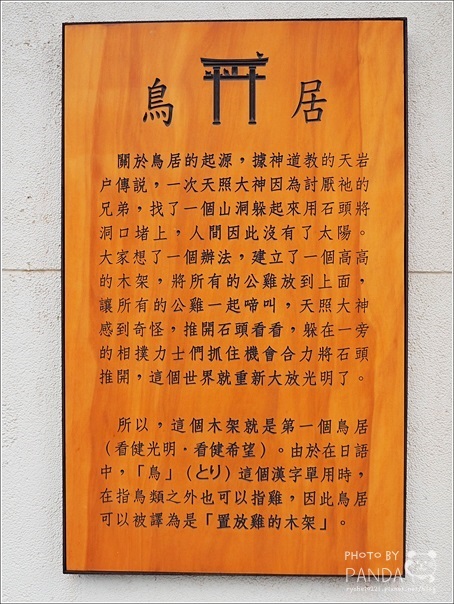 鳥居
關於鳥居的起源，據神道教的天岩
户傳說，一次天照大神因為討厭祂的
兄弟，找了一個山洞躲起來用石頭將
洞口堵上，人間因此沒有了太陽。
大家想了一個辦法，建立了一個高高
的木架，將所有的公雞放到上面，
讓所有的公雞一起啼叫，天照大神
感到奇怪，推開石頭看看，躲在一旁
的相撲力士們抓住機會合力將石頭
推開，這個世界就重新大放光明了。
所以，這個木架就是第一個鳥居
（看健光明．看健希望）。由於在日語
中，「鳥」（とり）這個漢字單用時，
在指鳥類之外也可以指雞，因此鳥居
可以被譯為是「置放雞的木架」。
PHOTO BY
PANDA